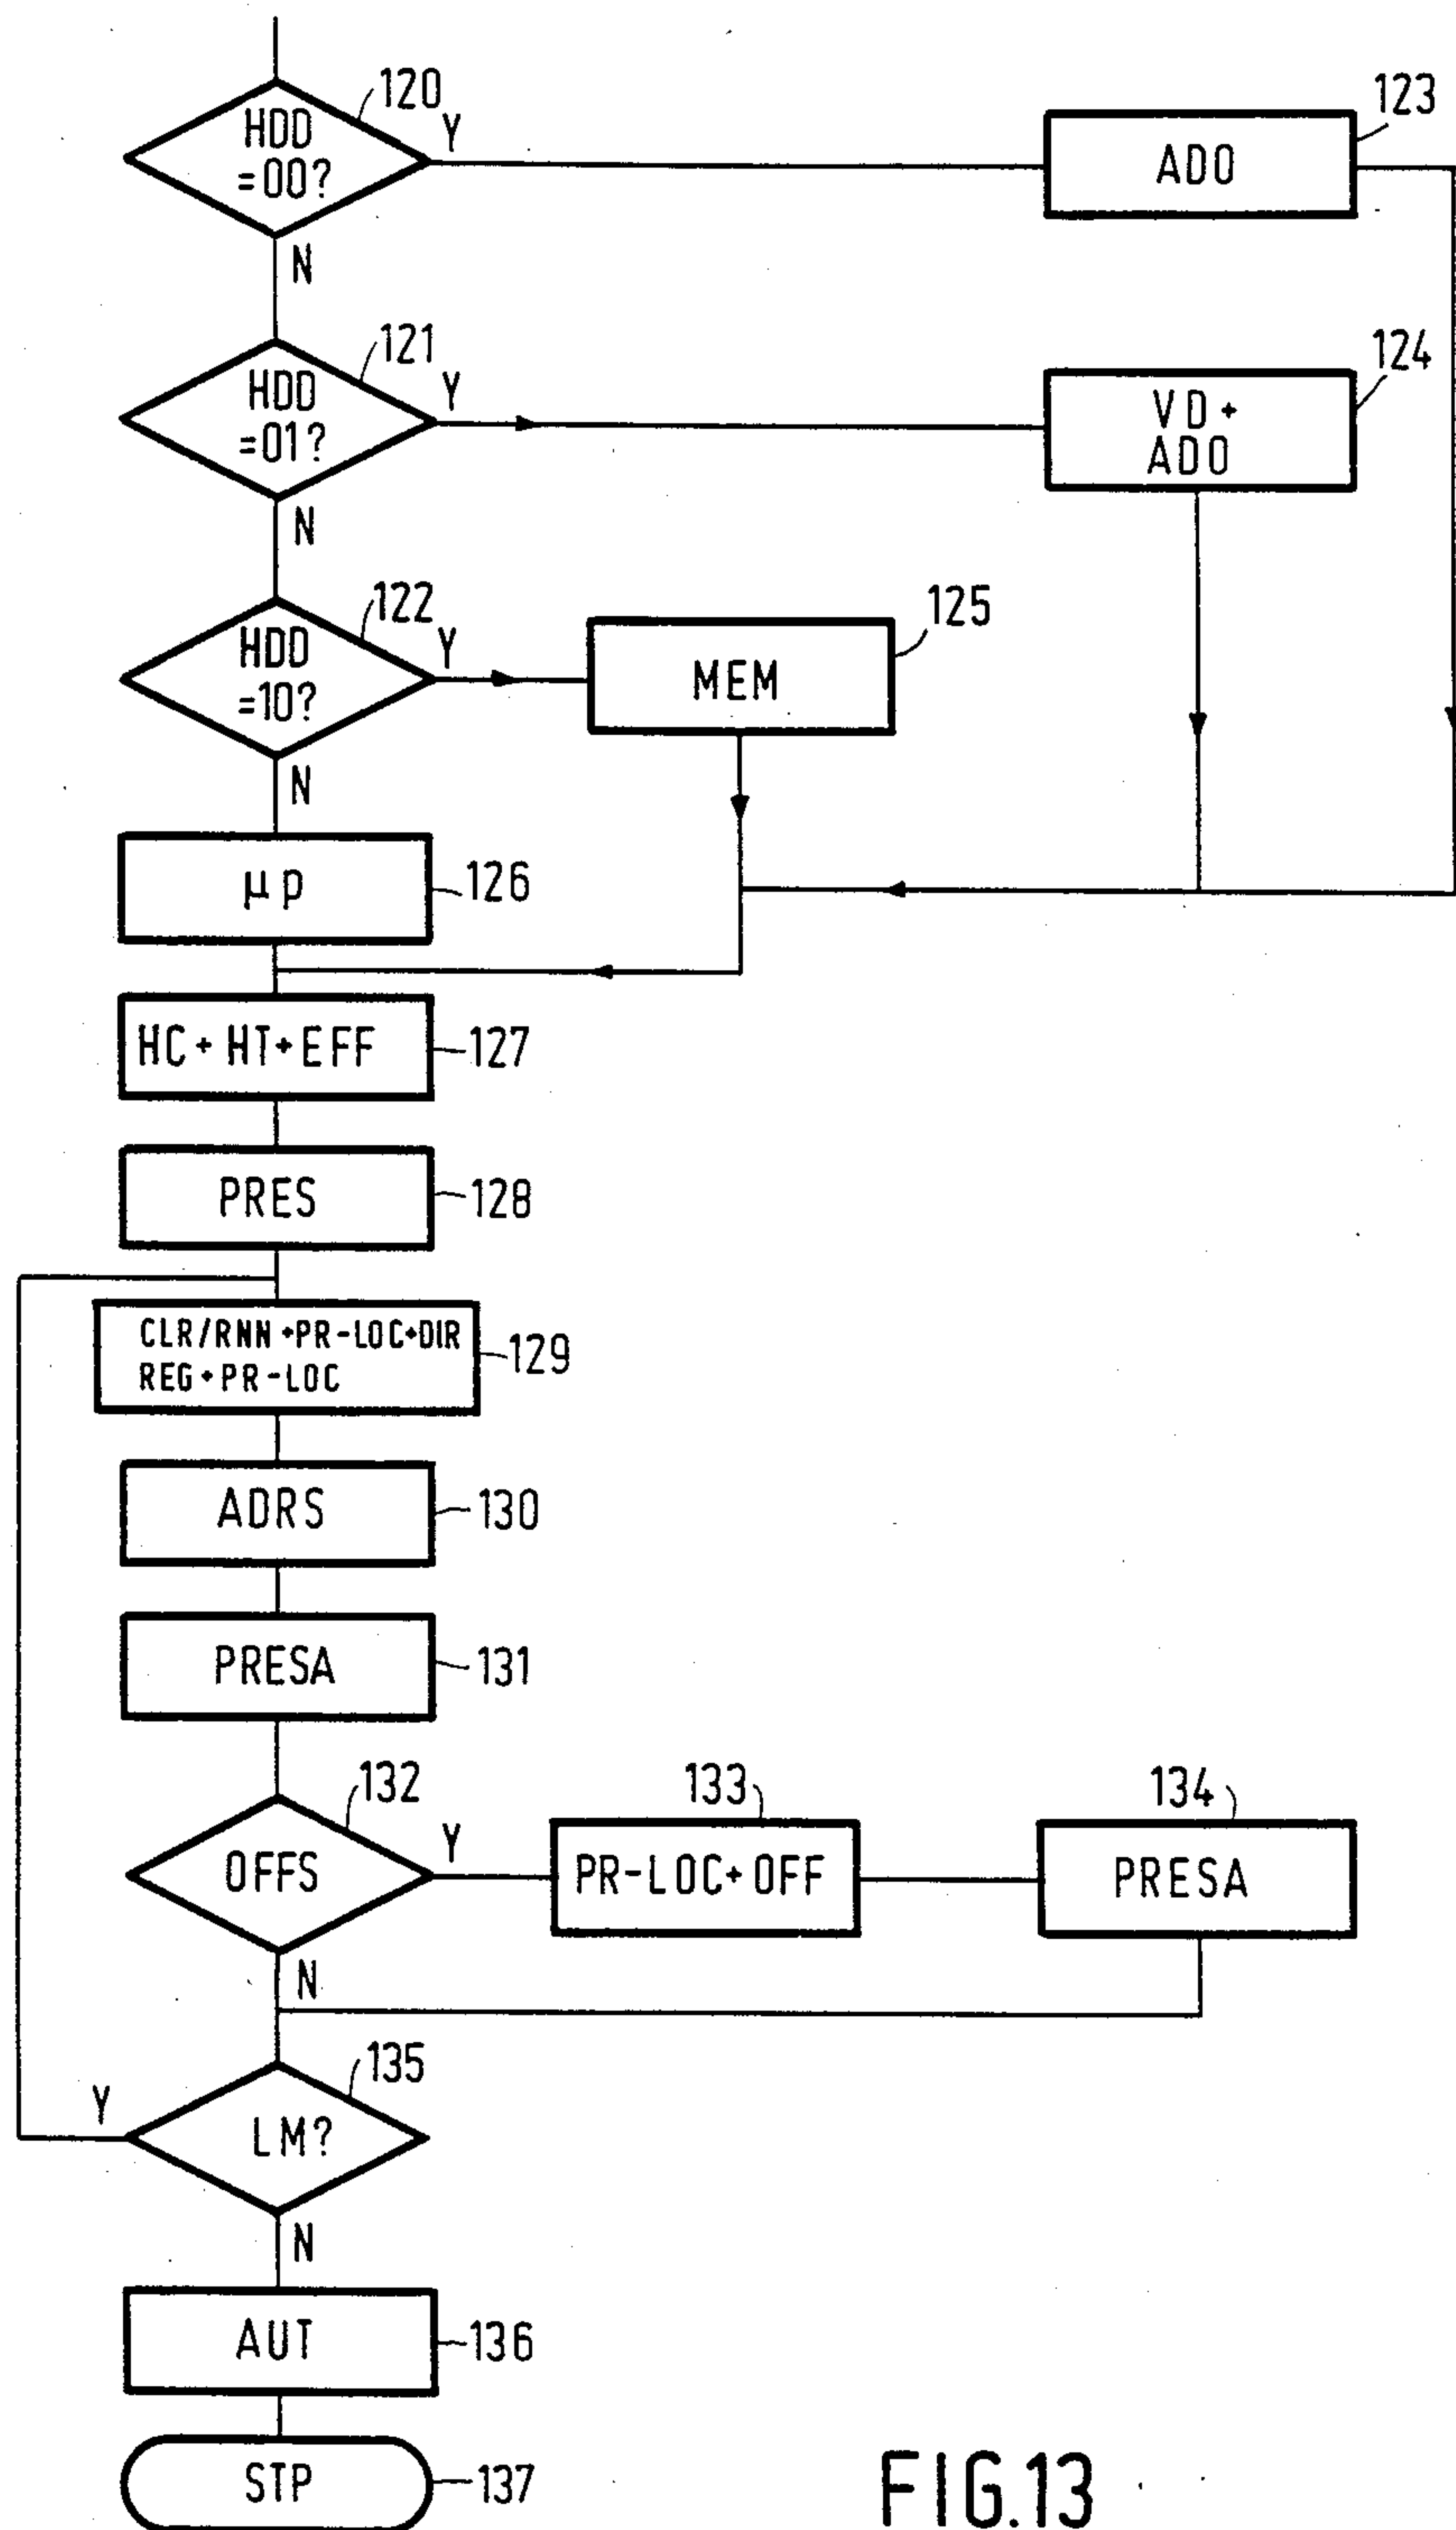 120
HDD
=00?
Y
N
123
ADO
121
HDD
=01?
Y
N
124
VD+
ADO
122
HDD
=10?
Y
N
125
MEM
μp
126
HC+HT+EFF
127
PRES
128
CLR/RNN+PR-LOC+DIR
REG+PR-LOC
129
ADRS
130
PRESA
131
132
OFFS
Y
N
133
PR-LOC+OFF
134
PRESA
135
LM?
Y
N
AUT
136
STP
137
FIG.13